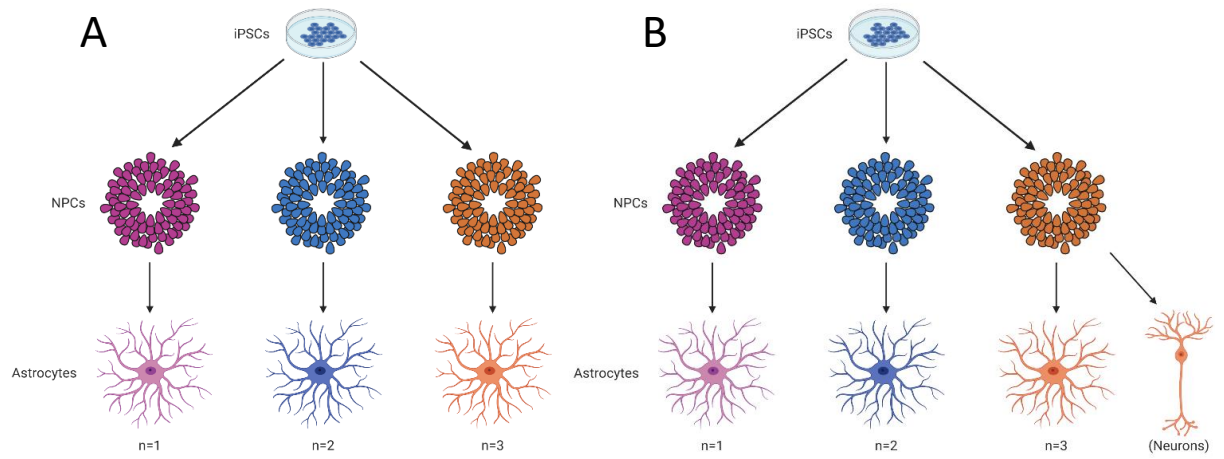 A
iPSCs
NPCs
Astrocytes
n=1
n=2
n=3
B
iPSCs
NPCs
Astrocytes
n=1
n=2
n=3
(Neurons)